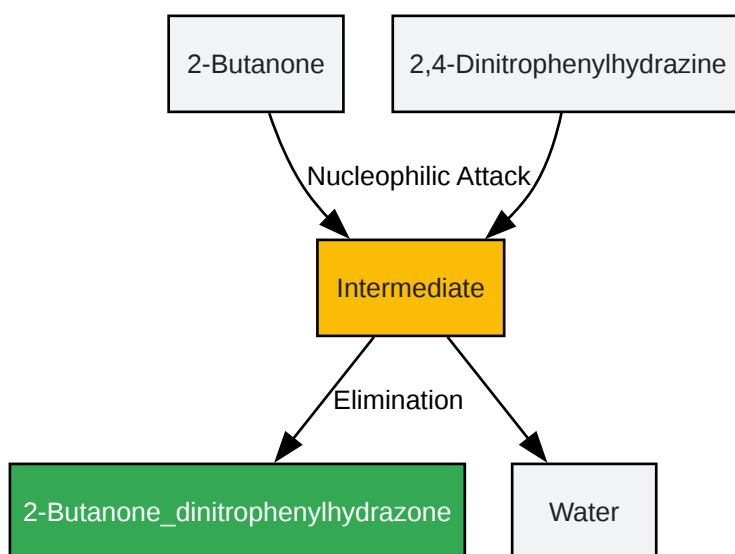 2-Butanone
2,4-Dinitrophenylhydrazine
Nucleophilic Attack
Intermediate
Elimination
2-Butanone_dinitrophenylhydrazone
Water